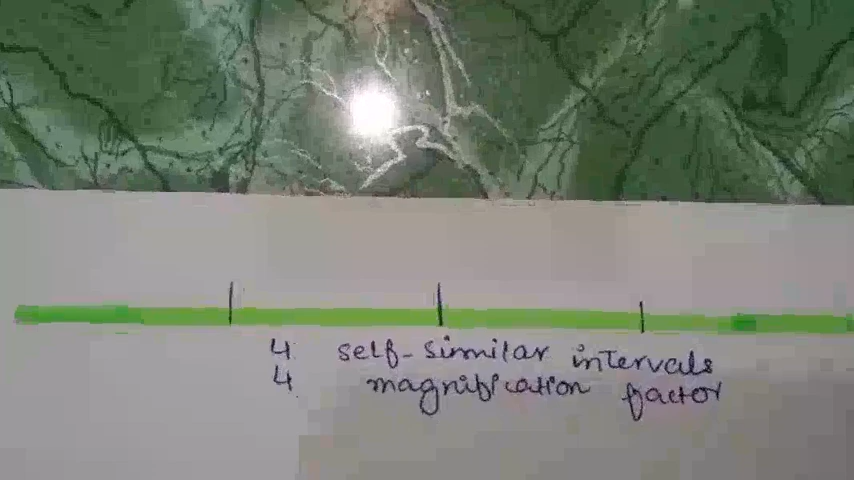 4 self-similar intervals
4 magnification factor